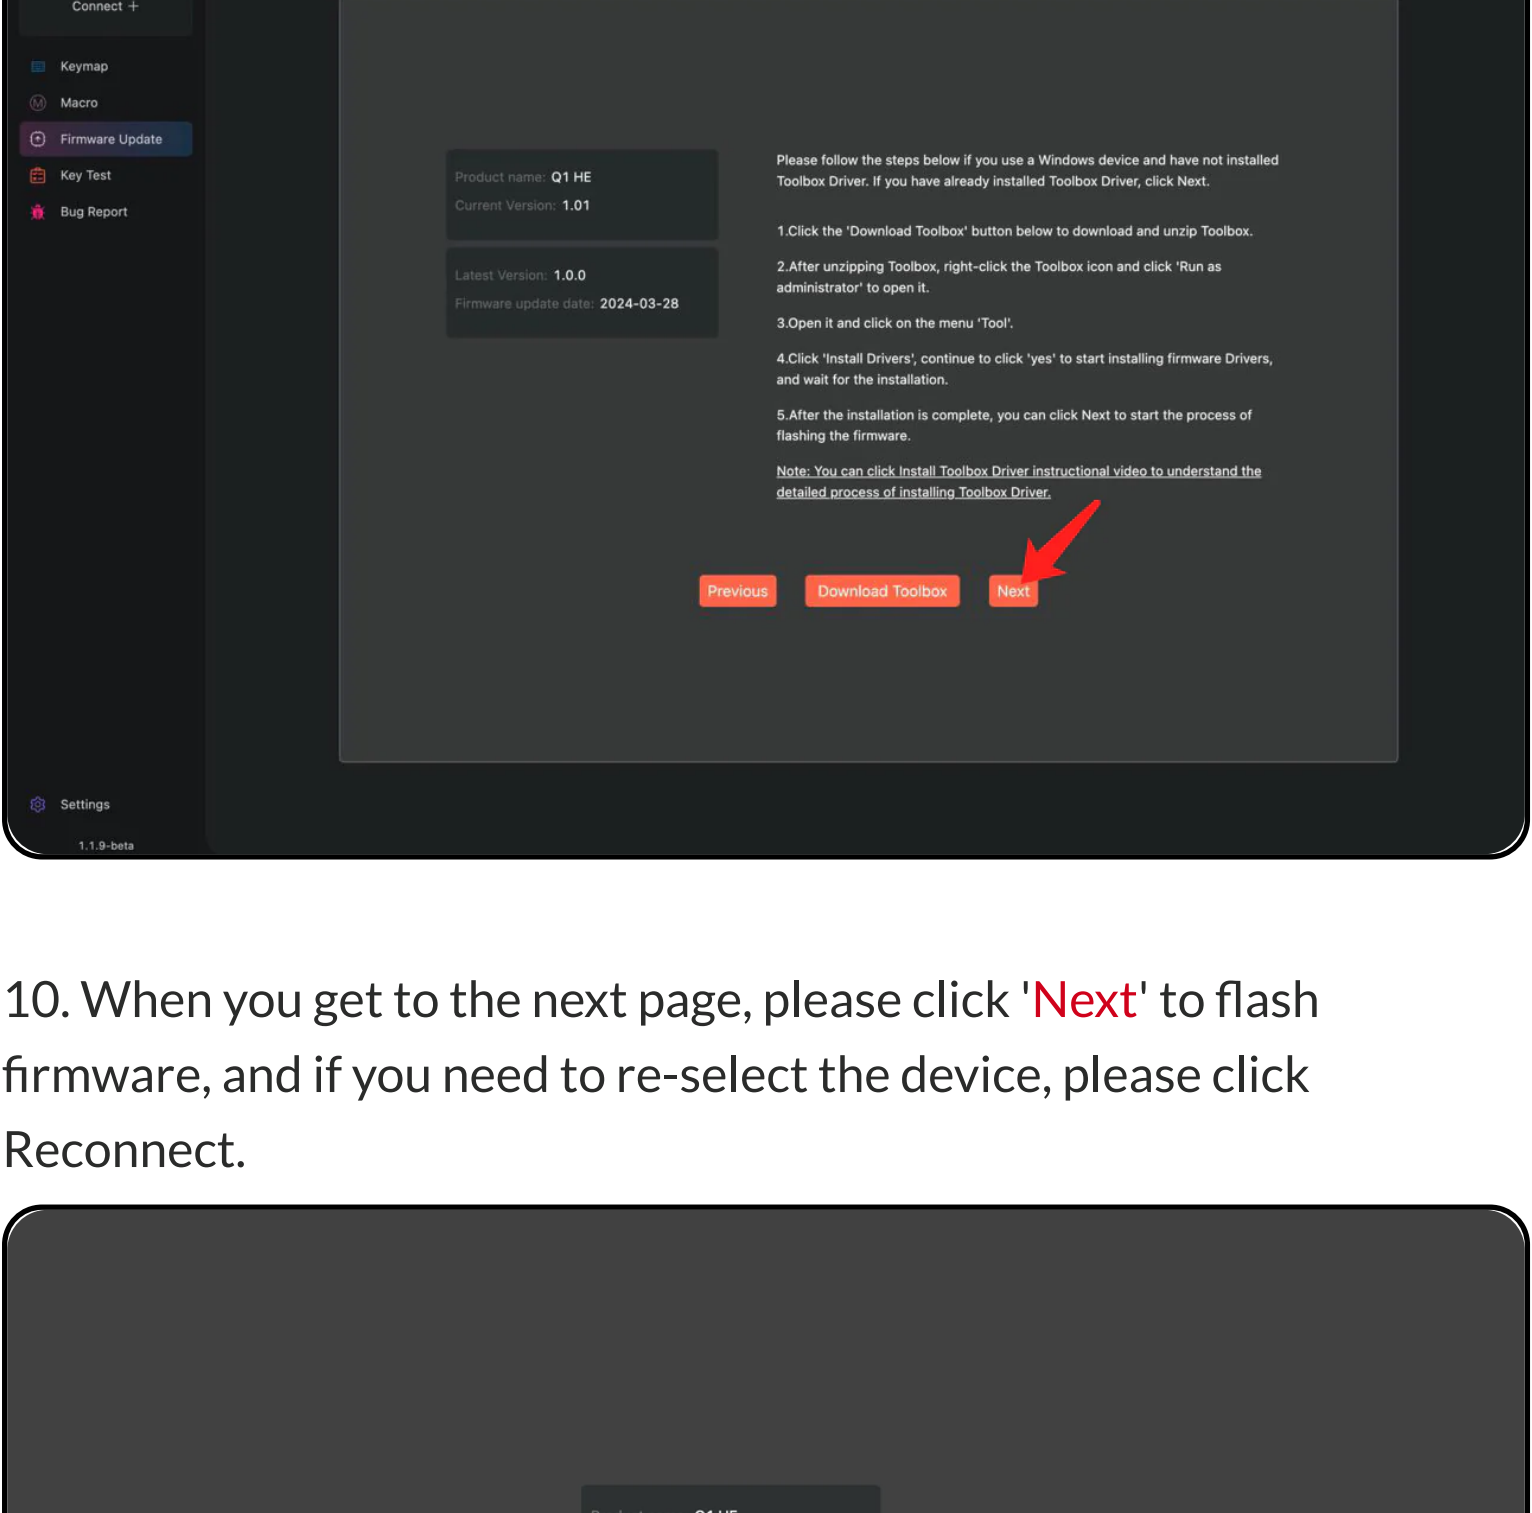 Connect +
Keymap
Macro
Firmware Update
Key Test
Bug Report
Product name: Q1 HE
Current Version: 1.01
Latest Version: 1.0.0
Firmware update date: 2024-03-28
Please follow the steps below if you use a Windows device and have not installed
Toolbox Driver. If you have already installed Toolbox Driver, click Next.
1.Click the 'Download Toolbox' button below to download and unzip Toolbox.
2.After unzipping Toolbox, right-click the Toolbox icon and click 'Run as
administrator' to open it.
3.Open it and click on the menu 'Tool'.
4.Click 'Install Drivers', continue to click 'yes' to start installing firmware Drivers,
and wait for the installation.
5.After the installation is complete, you can click Next to start the process of
flashing the firmware.
Note: You can click Install Toolbox Driver instructional video to understand the
detailed process of installing Toolbox Driver.
Previous
Download Toolbox
Next
Settings
1.1.9-beta
10. When you get to the next page, please click 'Next' to flash
firmware, and if you need to re-select the device, please click
Reconnect.
Q1 HE